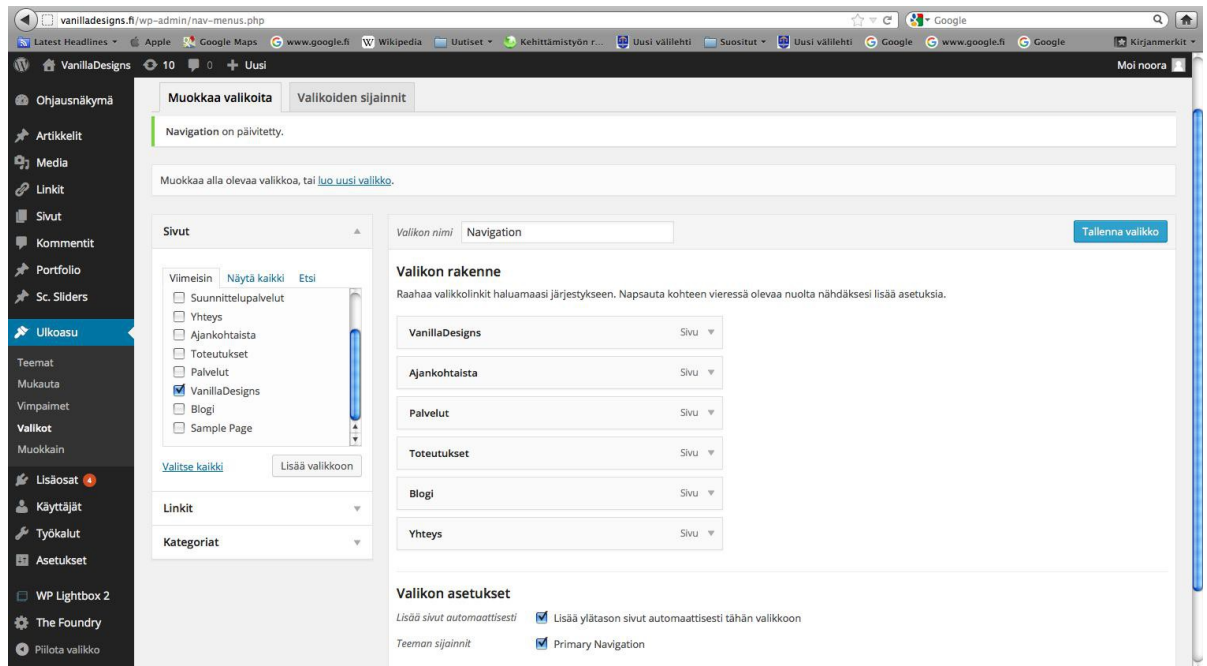 vanilladesigns.fi/wp-admin/nav-menus.php
Google
Latest Headlines Apple Google Maps www.google.fi Wikipedia Uutiset Kehittämistyön r... Uusi välilehti Suositut Uusi välilehti Google www.google.fi Google Kirjanmerkit
VanillaDesigns 10 0 + Uusi Moi noora
Ohjausnäkymä
Artikkelit
Media
Linkit
Sivut
Kommentit
Portfolio
Sc. Sliders
Ulkoasu
Teemat
Mukauta
Vimpaimet
Valikot
Muokkain
Lisäosat 4
Käyttäjät
Työkalut
Asetukset
WP Lightbox 2
The Foundry
Piilota valikko
Muokkaa valikoita Valikoiden sijainnit
Navigation on päivitetty.
Muokkaa alla olevaa valikkoa, tai luo uusi valikko.
Sivut
Viimeisin Näytä kaikki Etsi
Suunnittelupalvelut
Yhteys
Ajankohtaista
Toteutukset
Palvelut
VanillaDesigns
Blogi
Sample Page
Valitse kaikki Lisää valikkoon
Linkit
Kategoriat
Valikon nimi Navigation Tallenna valikko
Valikon rakenne
Raahaa valikkolinkit haluamaasi järjestykseen. Napsauta kohteen vieressä olevaa nuolta nähdäksesi lisää asetuksia.
VanillaDesigns Sivu
Ajankohtaista Sivu
Palvelut Sivu
Toteutukset Sivu
Blogi Sivu
Yhteys Sivu
Valikon asetukset
Lisää sivut automaattisesti Lisää ylätason sivut automaattisesti tähän valikkoon
Teeman sijainnit Primary Navigation